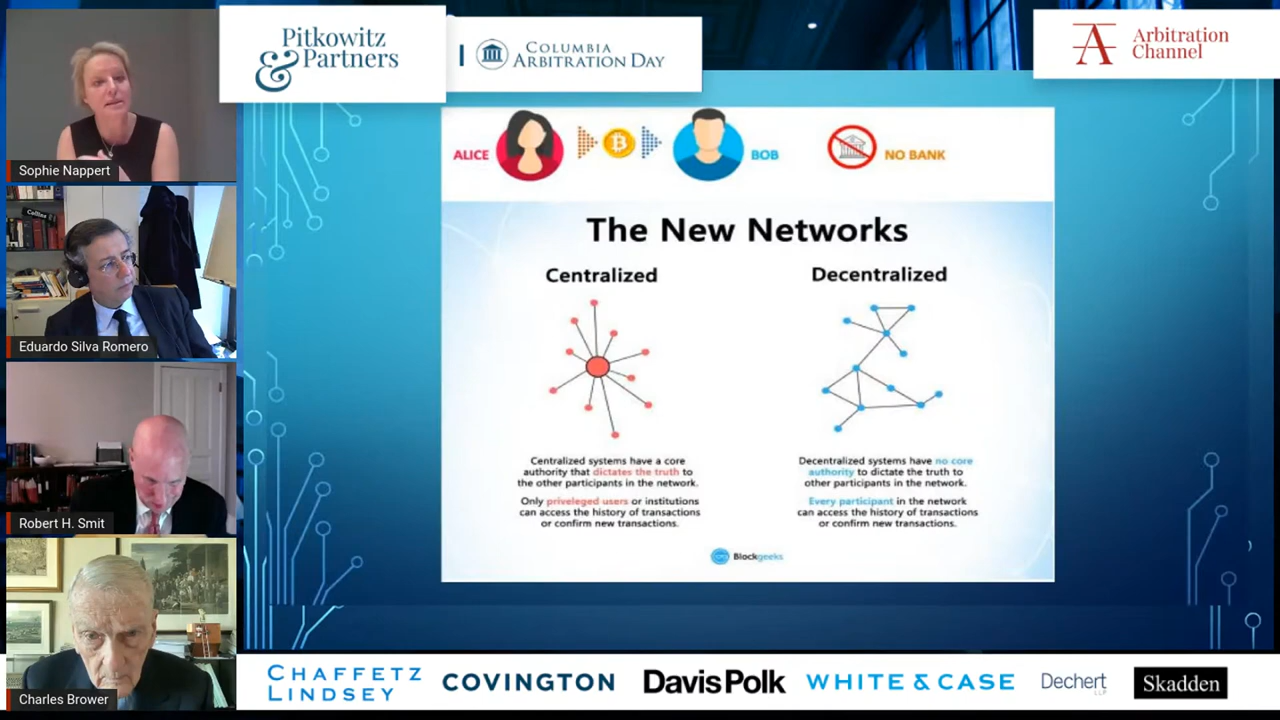 Pitkowitz
& Partners
COLUMBIA
ARBITRATION DAY
Arbitration
Channel
Sophie Nappert
Eduardo Silva Romero
Robert H. Smit
Charles Brower
Collins
ALICE
BOB
NO BANK
The New Networks
Centralized
Decentralized
Centralized systems have a core
authority that dictates the truth to
the other participants in the network.
Only priveleged users or institutions
can access the history of transactions
or confirm new transactions.
Decentralized systems have no core
authority to dictate the truth to
other participants in the network.
Every participant in the network
can access the history of transactions
or confirm new transactions.
Blockgeeks
CHAFFETZ
LINDSEY
COVINGTON
Davis Polk
WHITE & CASE
Dechert
LLP
Skadden